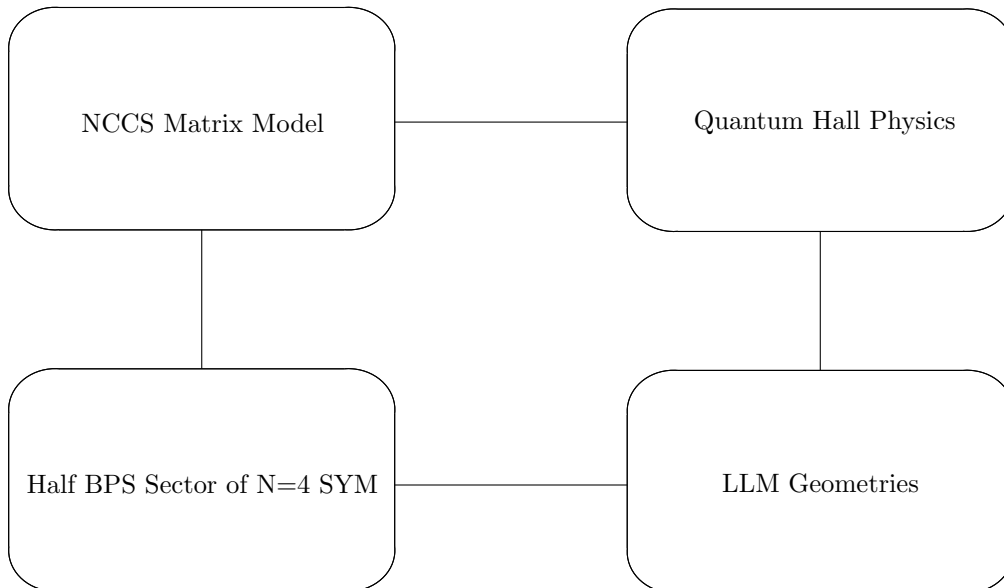 NCCS Matrix Model
Quantum Hall Physics
Half BPS Sector of N=4 SYM
LLM Geometries